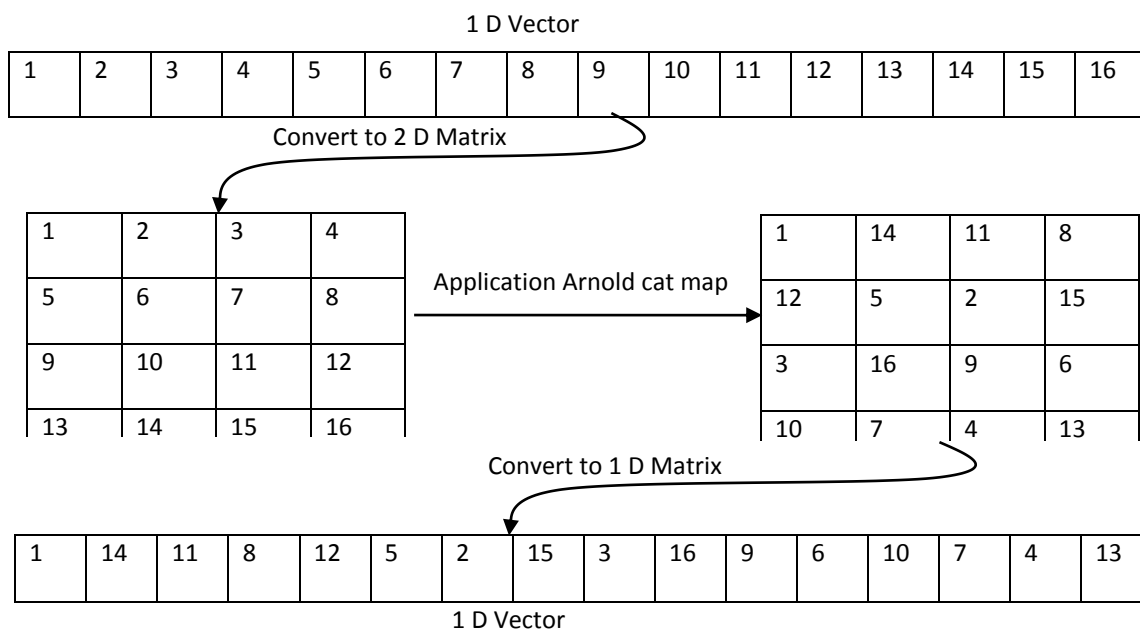 1 D Vector
1 2 3 4 5 6 7 8 9 10 11 12 13 14 15 16
Convert to 2 D Matrix
1 2 3 4
5 6 7 8
9 10 11 12
13 14 15 16
Application Arnold cat map
1 14 11 8
12 5 2 15
3 16 9 6
10 7 4 13
Convert to 1 D Matrix
1 14 11 8 12 5 2 15 3 16 9 6 10 7 4 13
1 D Vector